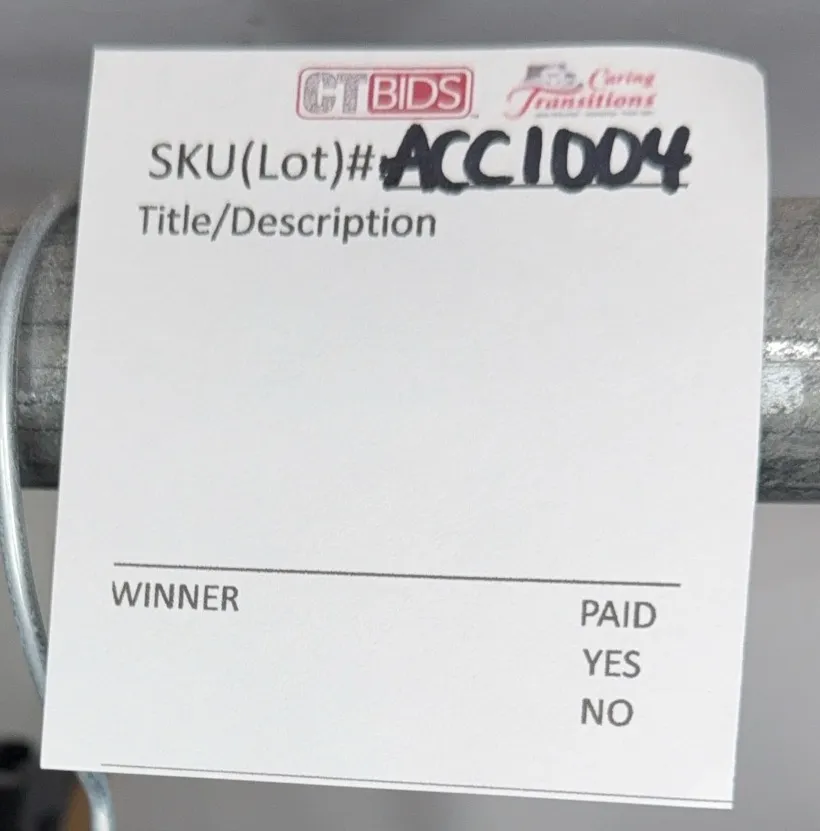 CTBIDS
Caring
Transitions
SKU(Lot)# ACC1004
Title/Description
WINNER
PAID
YES
NO